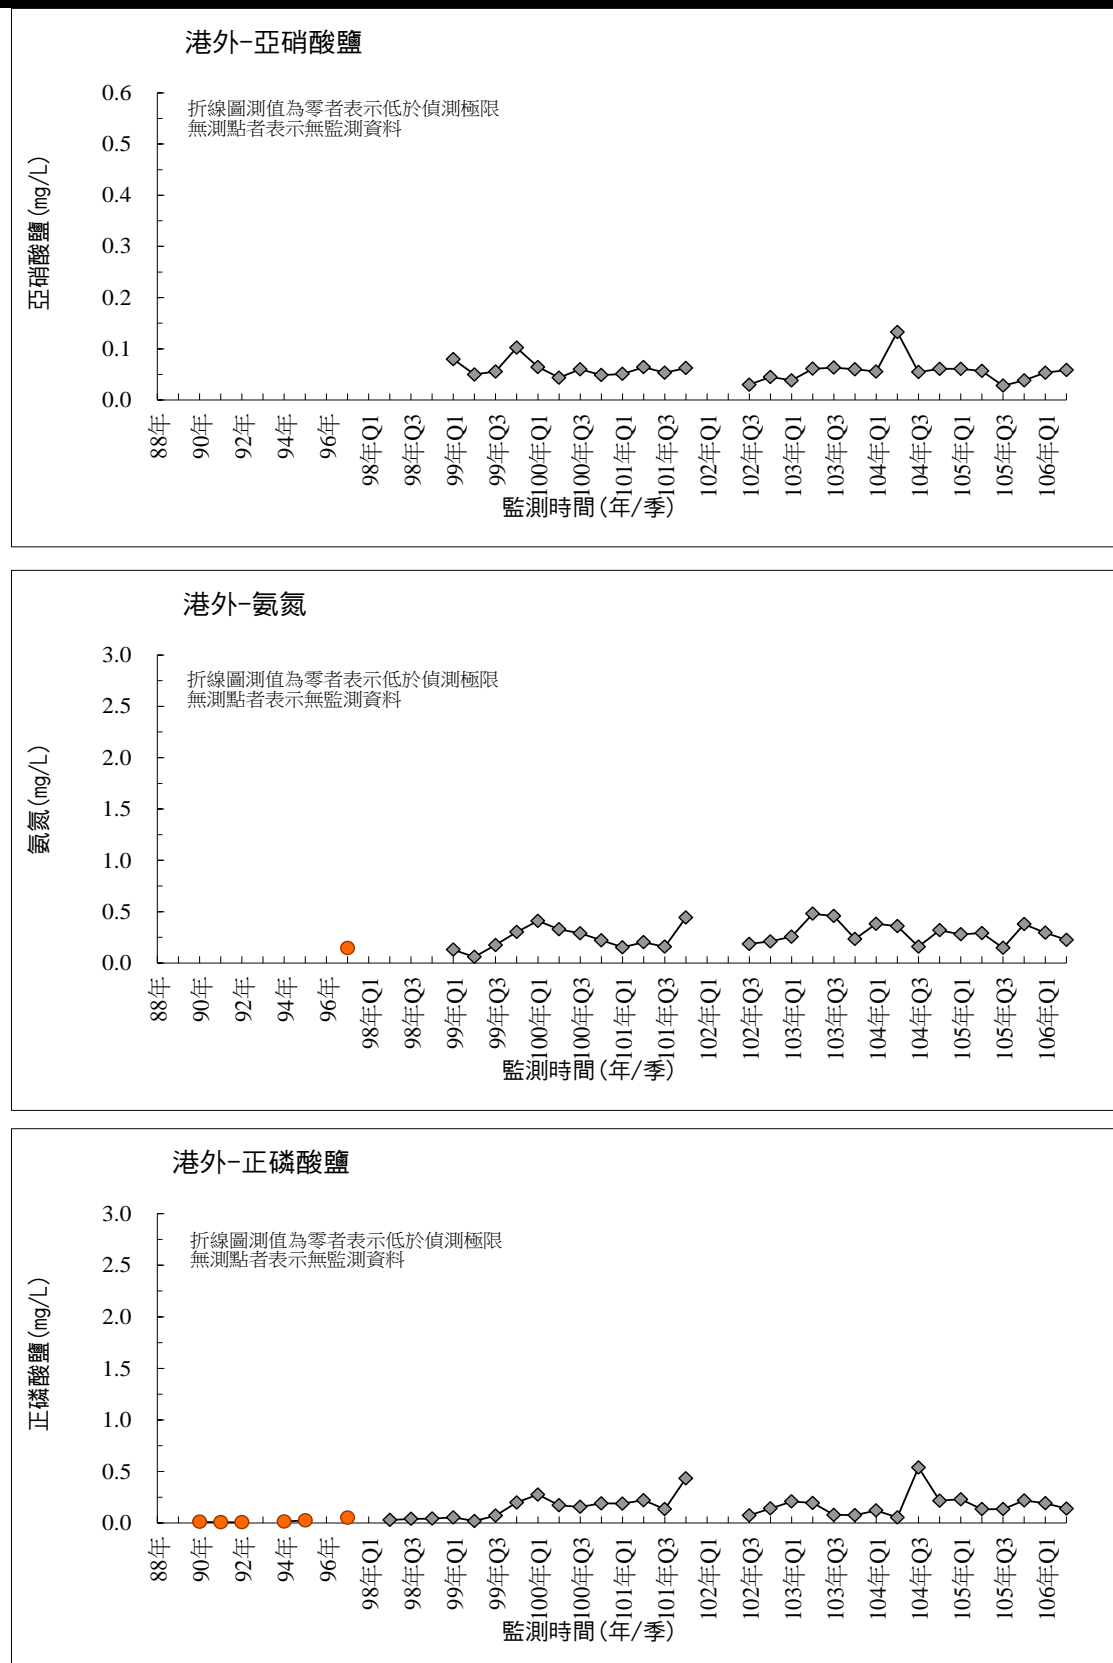 港外-亞硝酸鹽
折線圖測值為零者表示低於偵測極限
無測點者表示無監測資料
亞硝酸鹽(mg/L)
0.6
0.5
0.4
0.3
0.2
0.1
0.0
88年
90年
92年
94年
96年
98年Q1
98年Q3
99年Q1
99年Q3
100年Q1
100年Q3
101年Q1
101年Q3
102年Q1
102年Q3
103年Q1
103年Q3
104年Q1
104年Q3
105年Q1
105年Q3
106年Q1
監測時間(年/季)
港外-氨氮
折線圖測值為零者表示低於偵測極限
無測點者表示無監測資料
氨氮(mg/L)
3.0
2.5
2.0
1.5
1.0
0.5
0.0
88年
90年
92年
94年
96年
98年Q1
98年Q3
99年Q1
99年Q3
100年Q1
100年Q3
101年Q1
101年Q3
102年Q1
102年Q3
103年Q1
103年Q3
104年Q1
104年Q3
105年Q1
105年Q3
106年Q1
監測時間(年/季)
港外-正磷酸鹽
折線圖測值為零者表示低於偵測極限
無測點者表示無監測資料
正磷酸鹽(mg/L)
3.0
2.5
2.0
1.5
1.0
0.5
0.0
88年
90年
92年
94年
96年
98年Q1
98年Q3
99年Q1
99年Q3
100年Q1
100年Q3
101年Q1
101年Q3
102年Q1
102年Q3
103年Q1
103年Q3
104年Q1
104年Q3
105年Q1
105年Q3
106年Q1
監測時間(年/季)